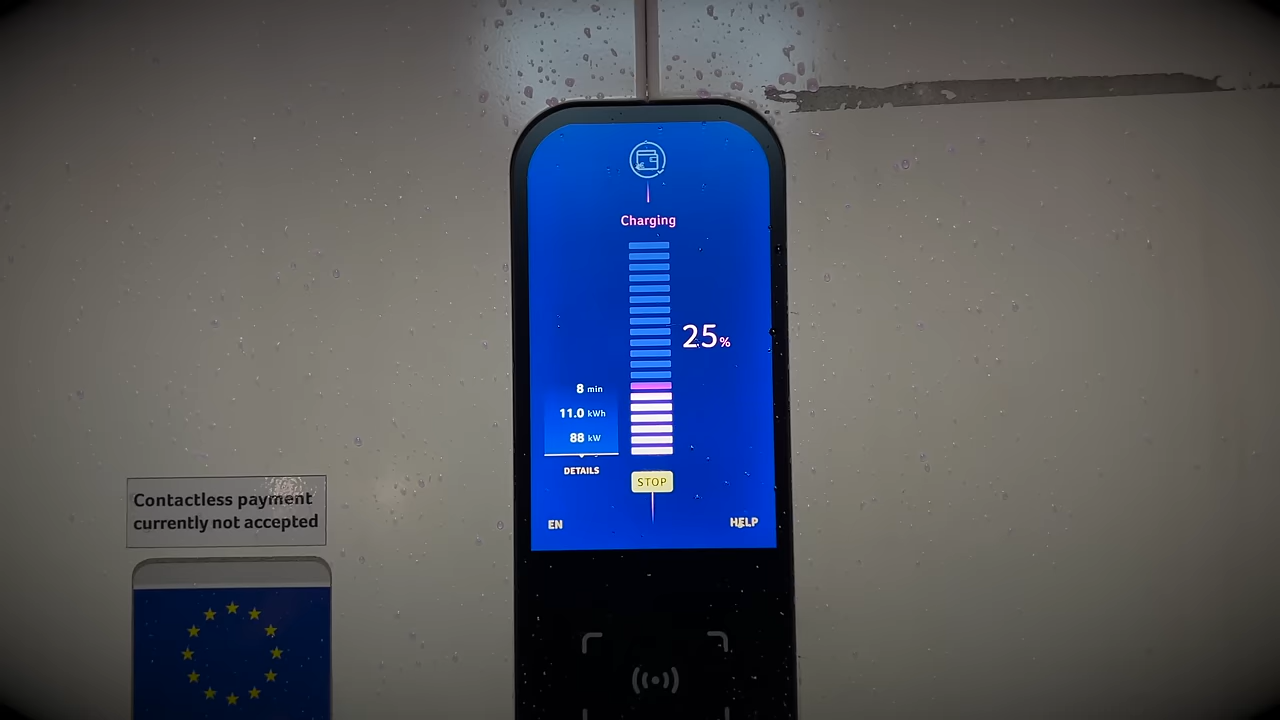 Charging
25%
8 min
11.0 kWh
88 kW
DETAILS
STOP
EN
HELP
Contactless payment
currently not accepted